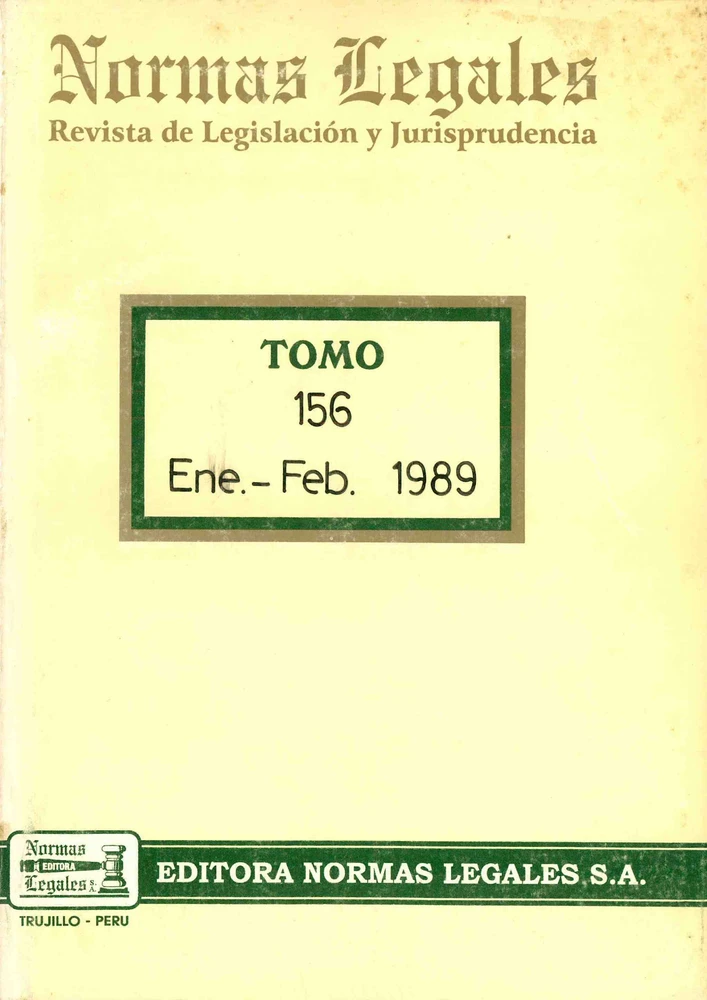 Normas Legales
Revista de Legislación y Jurisprudencia
TOMO
156
Ene.-Feb. 1989
Normas
EDITORA
Legales S.A.
EDITORA NORMAS LEGALES S.A.
TRUJILLO - PERU